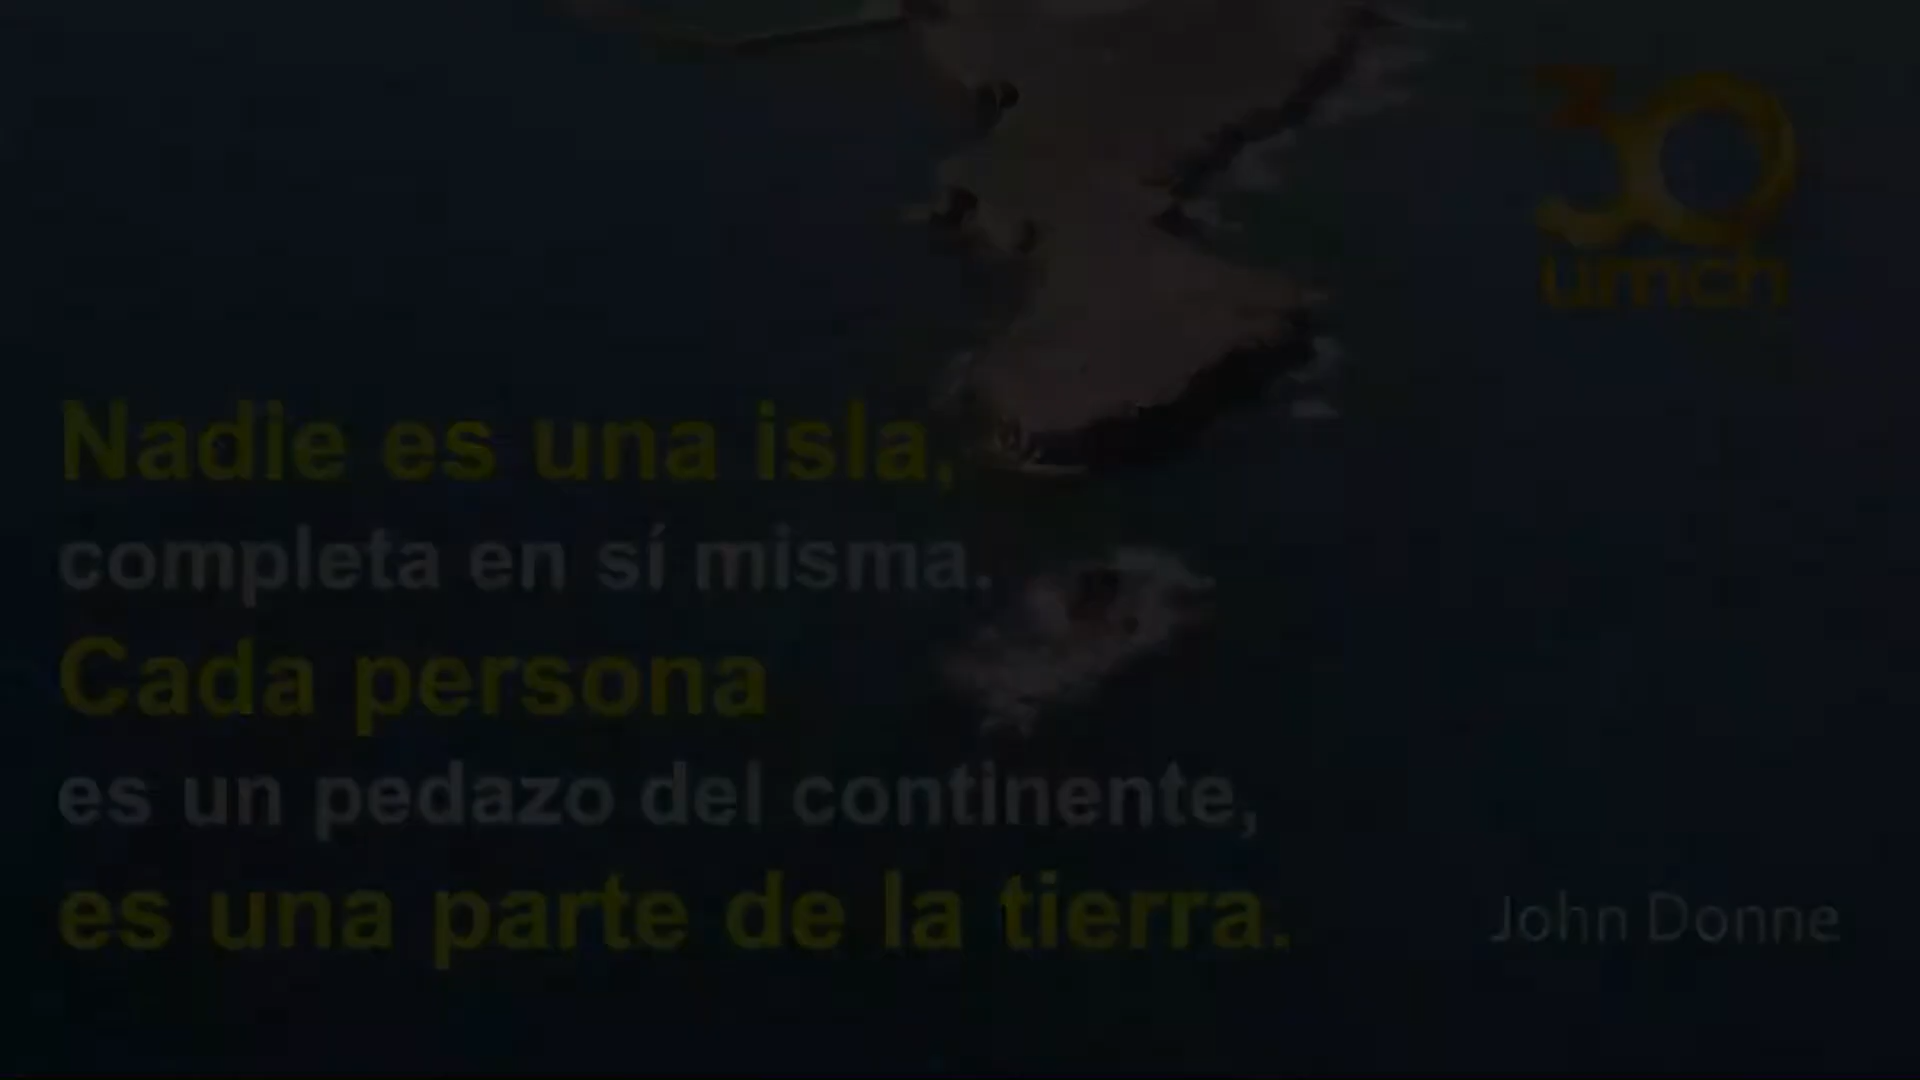 30
umch
Nadie es una isla,
completa en sí misma.
Cada persona
es un pedazo del continente,
es una parte de la tierra.
John Donne